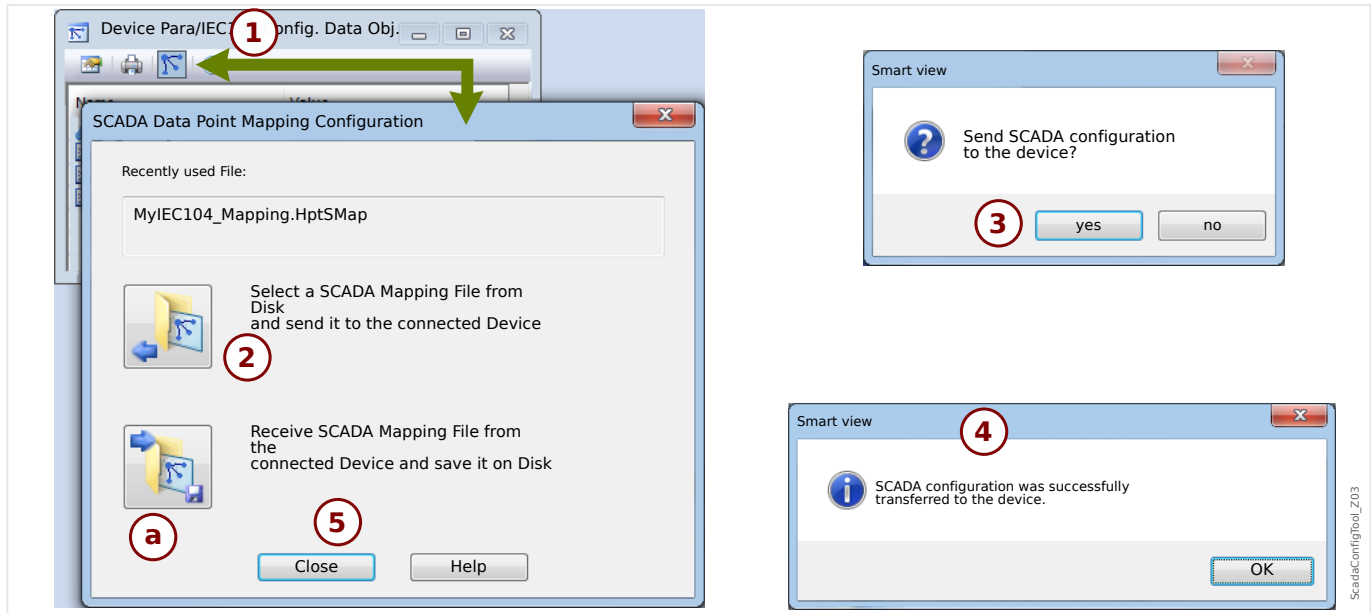 Device Para/IEC1 1 onfig. Data Obj.
SCADA Data Point Mapping Configuration
Recently used File:
MyIEC104_Mapping.HptSMap
Select a SCADA Mapping File from
Disk
and send it to the connected Device
2
Receive SCADA Mapping File from
the
connected Device and save it on Disk
a
5
Close Help
Smart view
Send SCADA configuration
to the device?
3
yes no
Smart view
4
SCADA configuration was successfully
transferred to the device.
OK
ScadaConfigTool_Z03